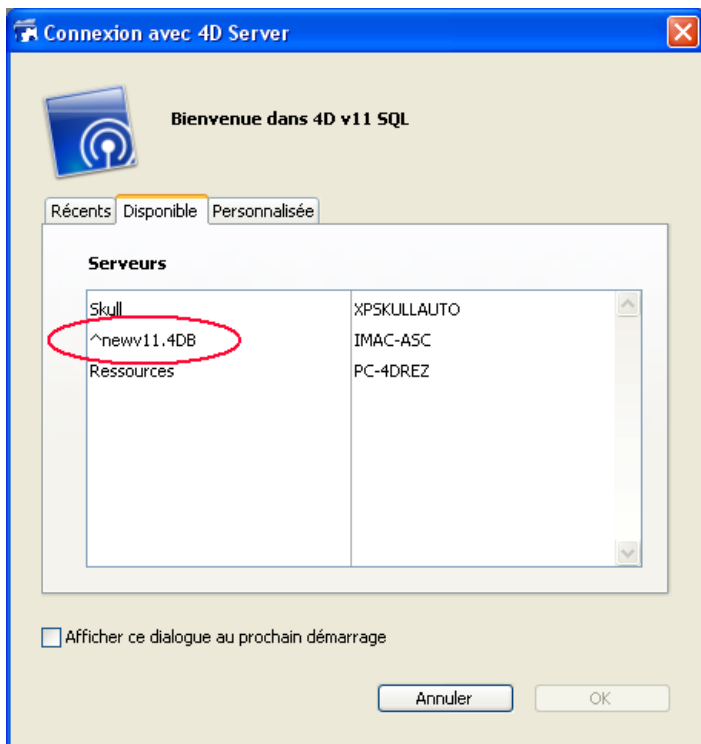 Connexion avec 4D Server
Bienvenue dans 4D v11 SQL
Récents Disponible Personnalisée
Serveurs
Skull XPSKULLAUTO
^newv11.4DB IMAC-ASC
Ressources PC-4DREZ
Afficher ce dialogue au prochain démarrage
Annuler OK